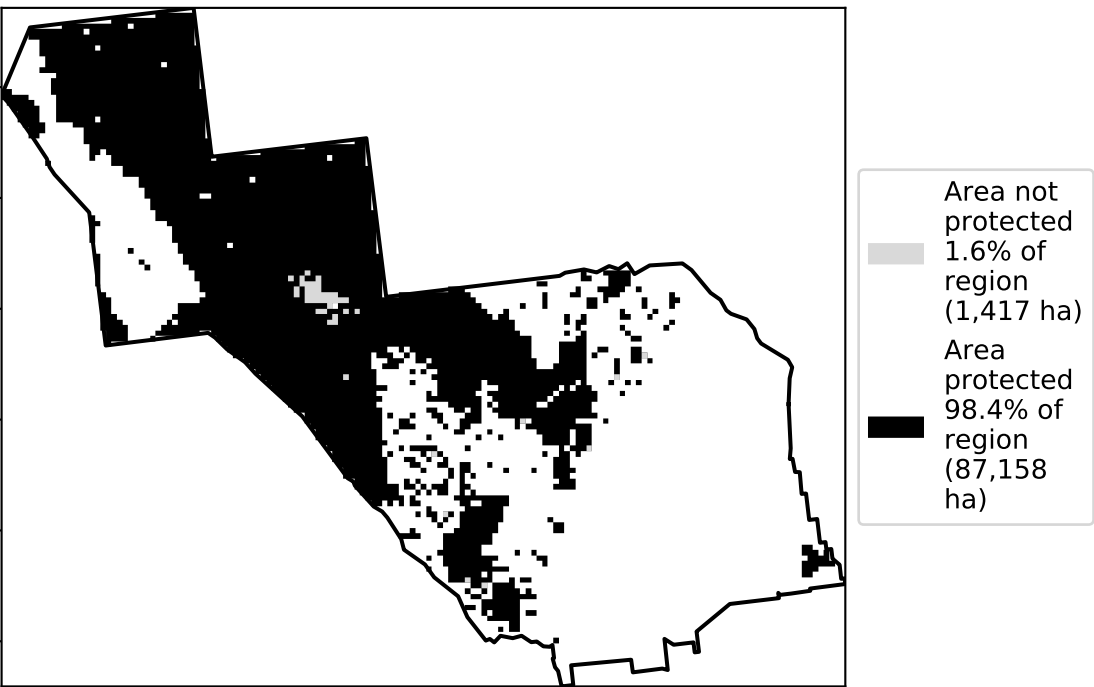 Area not
protected
1.6% of
region
(1,417 ha)
Area
protected
98.4% of
region
(87,158
ha)